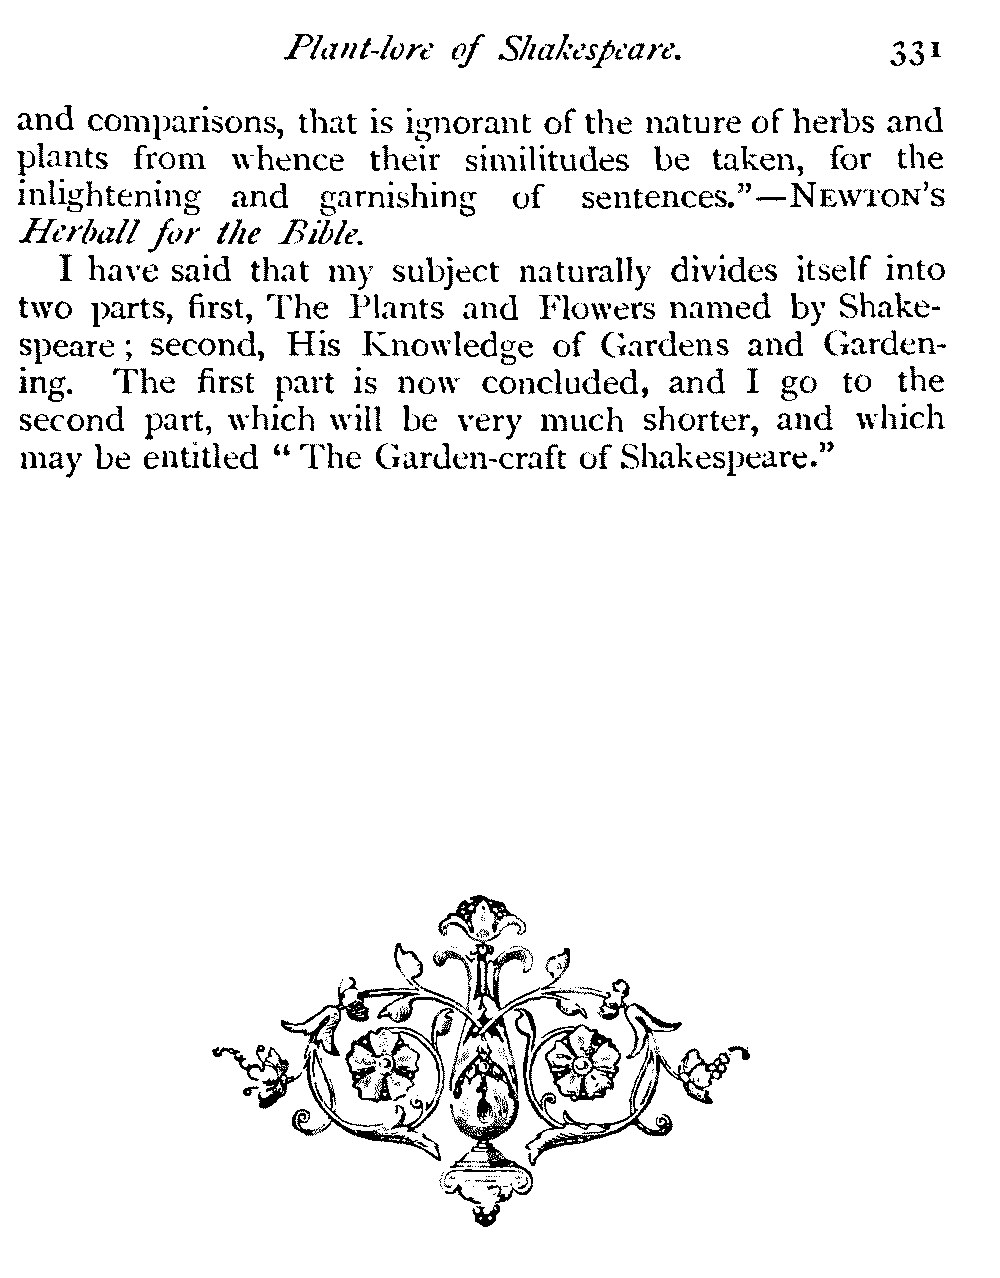 Plant-lore of Shakespeare. 331
and comparisons, that is ignorant of the nature of herbs and
plants from whence their similitudes be taken, for the
inlightening and garnishing of sentences.”—NEWTON'S
Herball for the Bible.
I have said that my subject naturally divides itself into
two parts, first, The Plants and Flowers named by Shake-
speare ; second, His Knowledge of Gardens and Garden-
ing. The first part is now concluded, and I go to the
second part, which will be very much shorter, and which
may be entitled “ The Garden-craft of Shakespeare.”